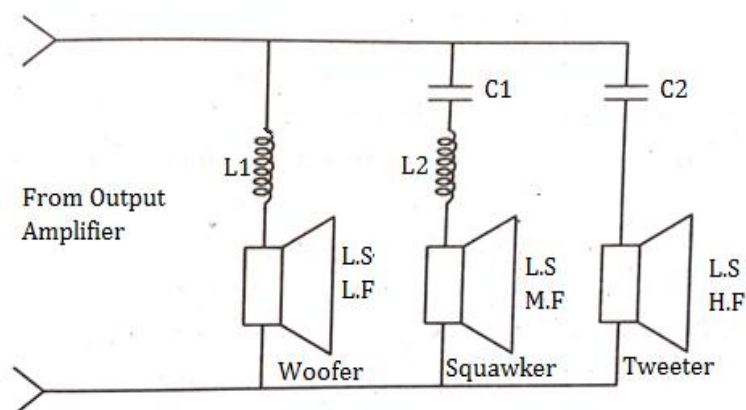 C1
C2
L1
L2
From Output
Amplifier
L.S
L.F
L.S
M.F
L.S
H.F
Woofer
Squawker
Tweeter